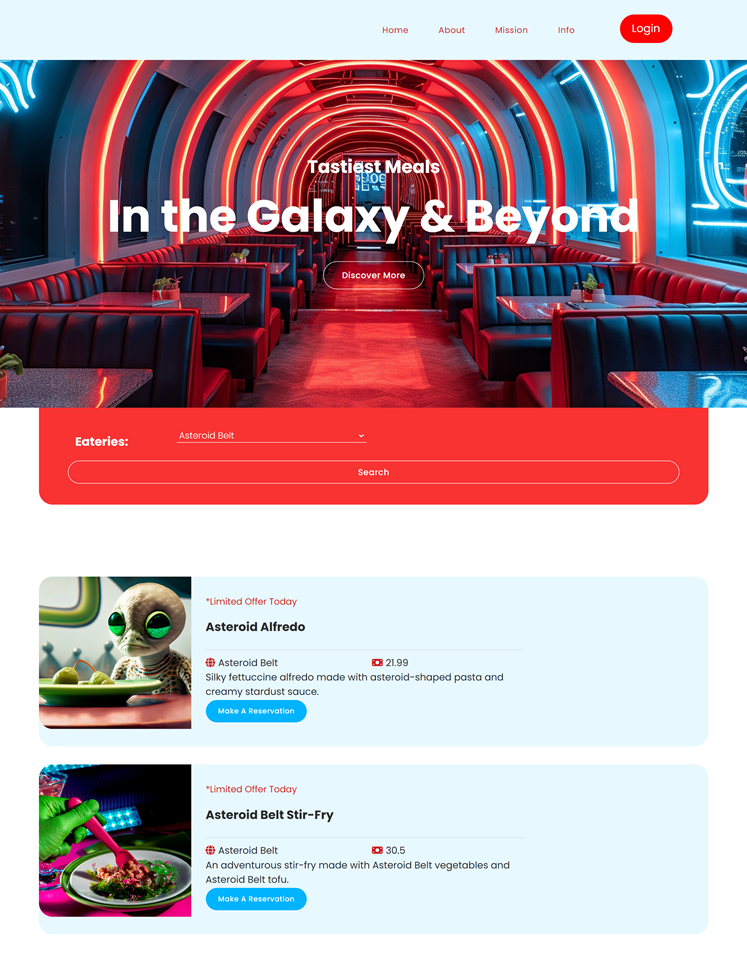 Home About Mission Info Login
Tastiest Meals
In the Galaxy & Beyond
Discover More
Eateries: Asteroid Belt
Search
*Limited Offer Today
Asteroid Alfredo
Asteroid Belt 21.99
Silky fettuccine alfredo made with asteroid-shaped pasta and
creamy stardust sauce.
Make A Reservation
*Limited Offer Today
Asteroid Belt Stir-Fry
Asteroid Belt 30.5
An adventurous stir-fry made with Asteroid Belt vegetables and
Asteroid Belt tofu.
Make A Reservation